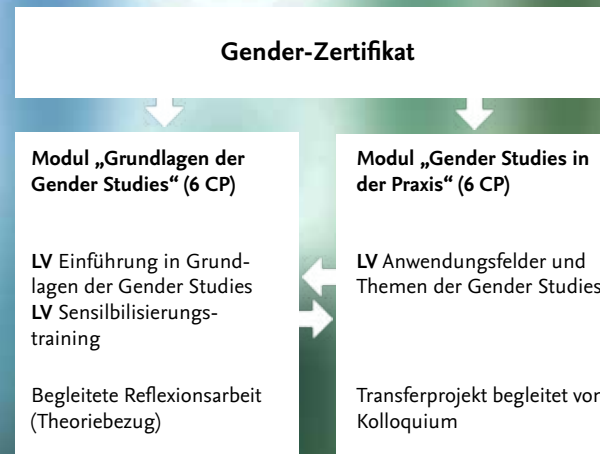 Gender-Zertifikat
Modul „Grundlagen der
Gender Studies“ (6 CP)
LV Einführung in Grund-
lagen der Gender Studies
LV Sensilbilisierungs-
training
Begleitete Reflexionsarbeit
(Theoriebezug)
Modul „Gender Studies in
der Praxis“ (6 CP)
LV Anwendungsfelder und
Themen der Gender Studies
Transferprojekt begleitet von
Kolloquium